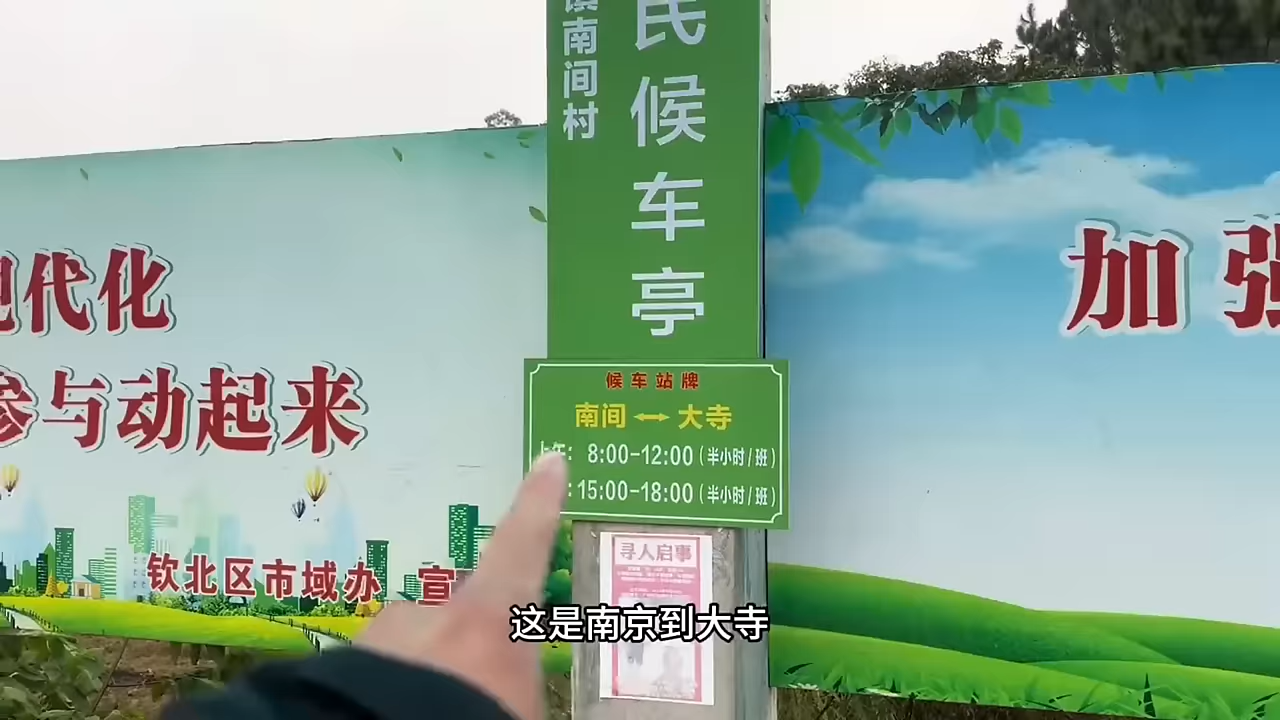 南间村
民候车亭
现代化
参与动起来
钦北区市域办 宣
加强
候车站牌
南间↔大寺
上午: 8:00-12:00(半小时/班)
:15:00-18:00(半小时/班)
寻人启事
这是南京到大寺